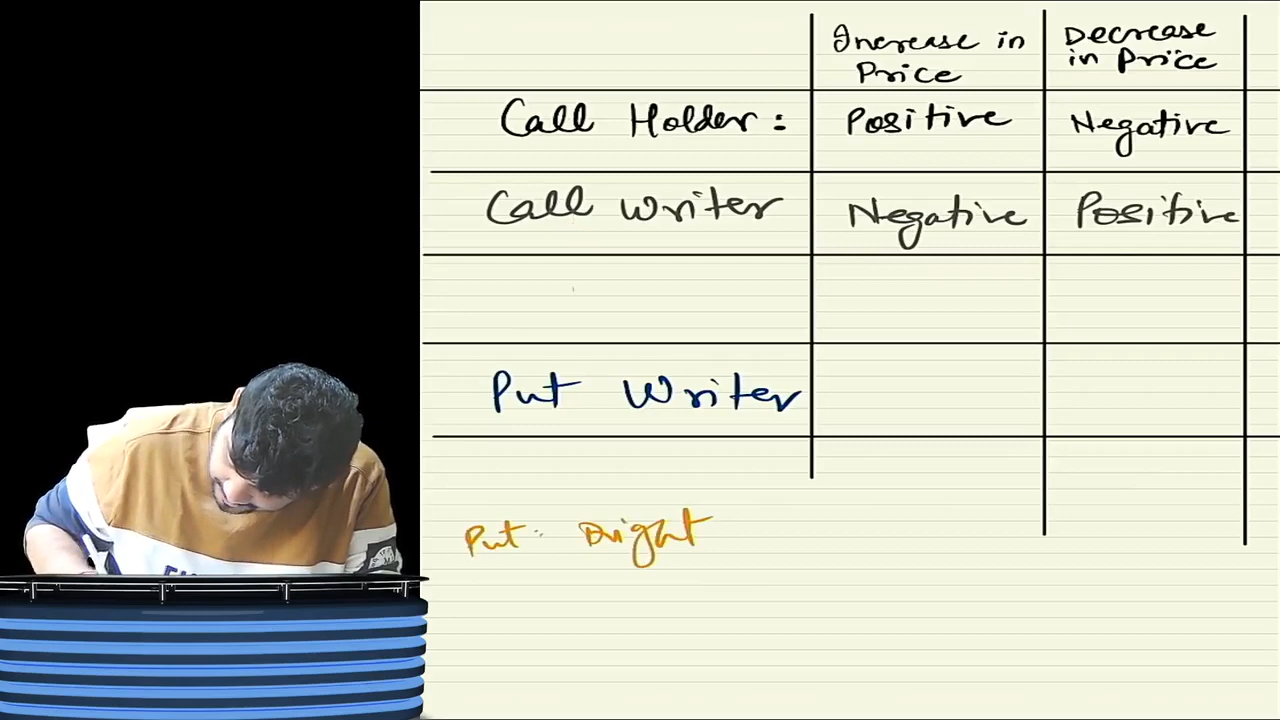 Increase in Price
Decrease in Price
Call Holder: Positive Negative
Call Writer Negative Positive
Put Writer
Put: Right